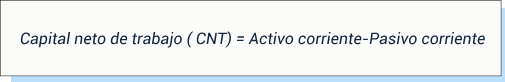 Capital neto de trabajo ( CNT) = Activo corriente-Pasivo corriente